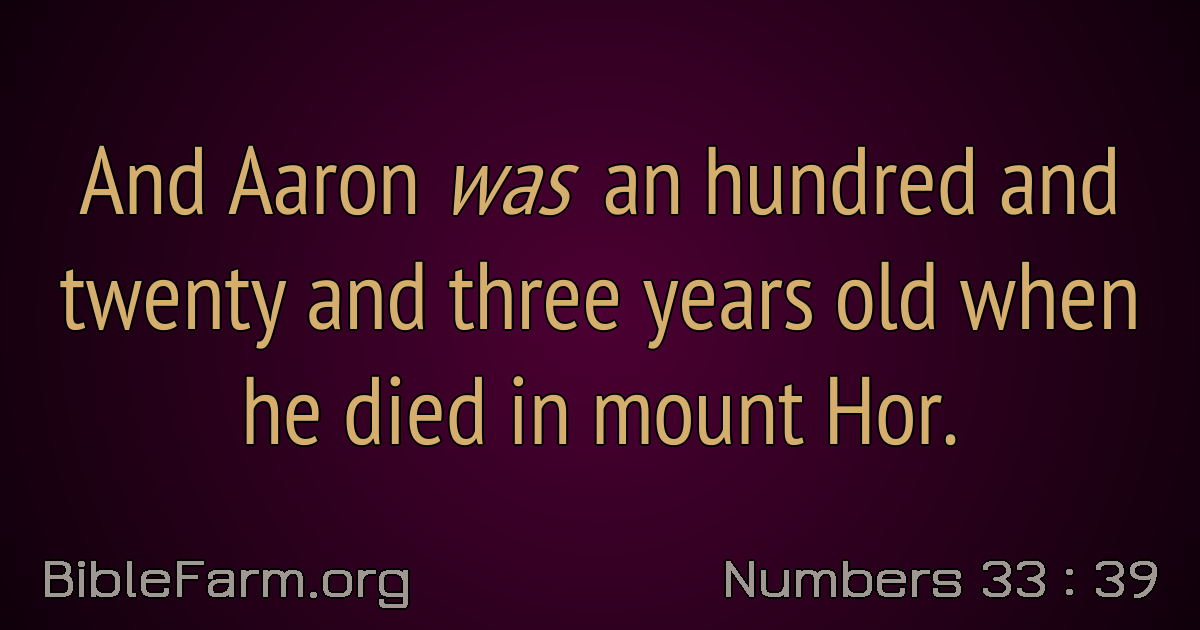 And Aaron was an hundred and
twenty and three years old when
he died in mount Hor.
BibleFarm.org
Numbers 33 : 39